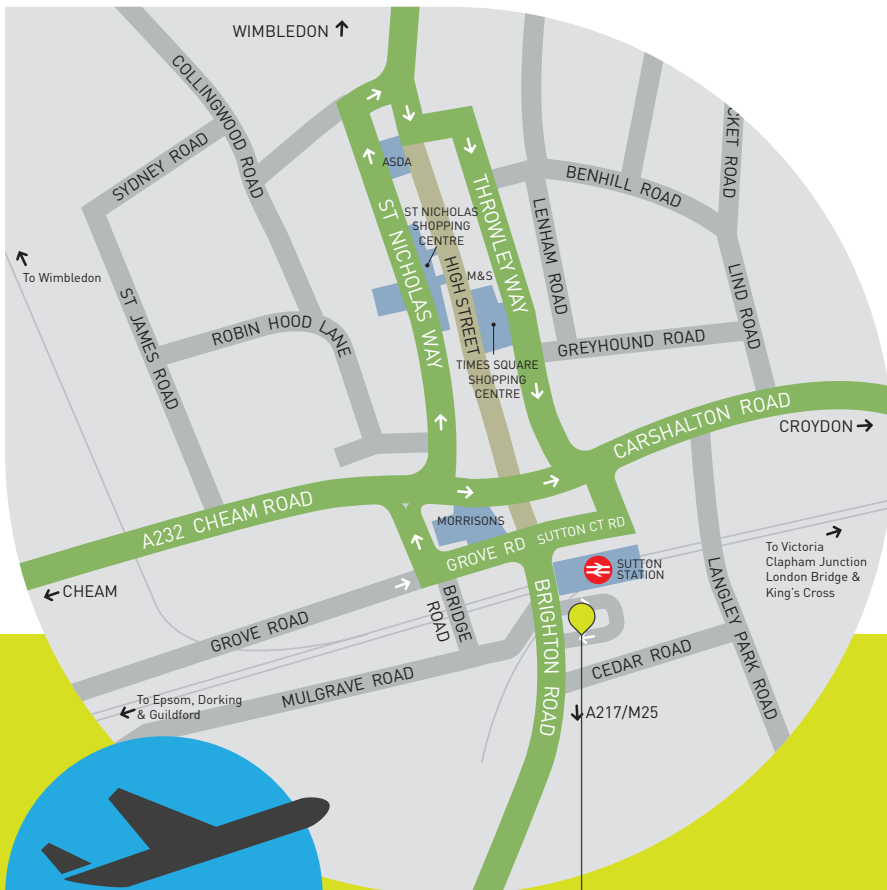 WIMBLEDON
COLLINGWOOD ROAD
SYDNEY ROAD
ASDA
CKET ROAD
BENHILL ROAD
THROWLEY WAY
LENHAM ROAD
ST NICHOLAS
SHOPPING
CENTRE
ST NICHOLAS WAY
HIGH STREET
M&S
To Wimbledon
ST JAMES ROAD
ROBIN HOOD LANE
LIND ROAD
GREYHOUND ROAD
TIMES SQUARE
SHOPPING
CENTRE
CARSHALTON ROAD
CROYDON
A232 CHEAM ROAD
MORRISONS
GROVE RD
SUTTON CT RD
SUTTON
STATION
To Victoria
Clapham Junction
London Bridge &
King's Cross
CHEAM
GROVE ROAD
BRIDGE
ROAD
BRIGHTON ROAD
LANGLEY PARK ROAD
CEDAR ROAD
MULGRAVE ROAD
To Epsom, Dorking
& Guildford
A217/M25